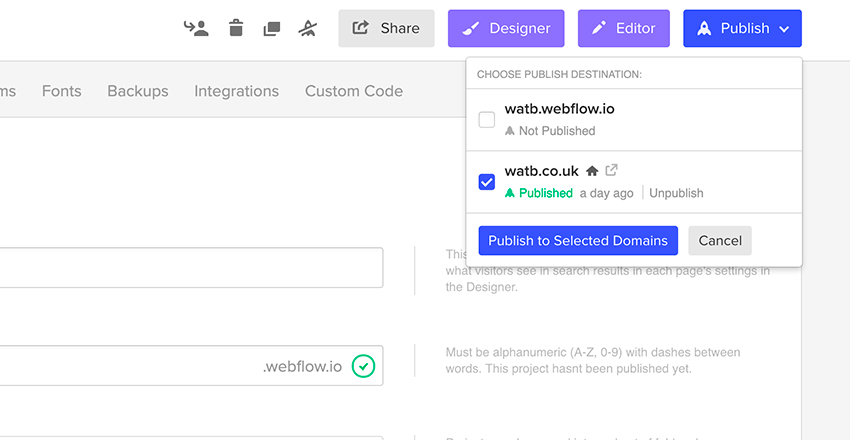 Share
Designer
Editor
Publish
ms Fonts Backups Integrations Custom Code
CHOOSE PUBLISH DESTINATION:
watb.webflow.io
Not Published
watb.co.uk
Published a day ago Unpublish
Publish to Selected Domains
Cancel
This
what visitors see in search results in each page's settings in
the Designer.
.webflow.io
Must be alphanumeric (A-Z, 0-9) with dashes between
words. This project hasnt been published yet.